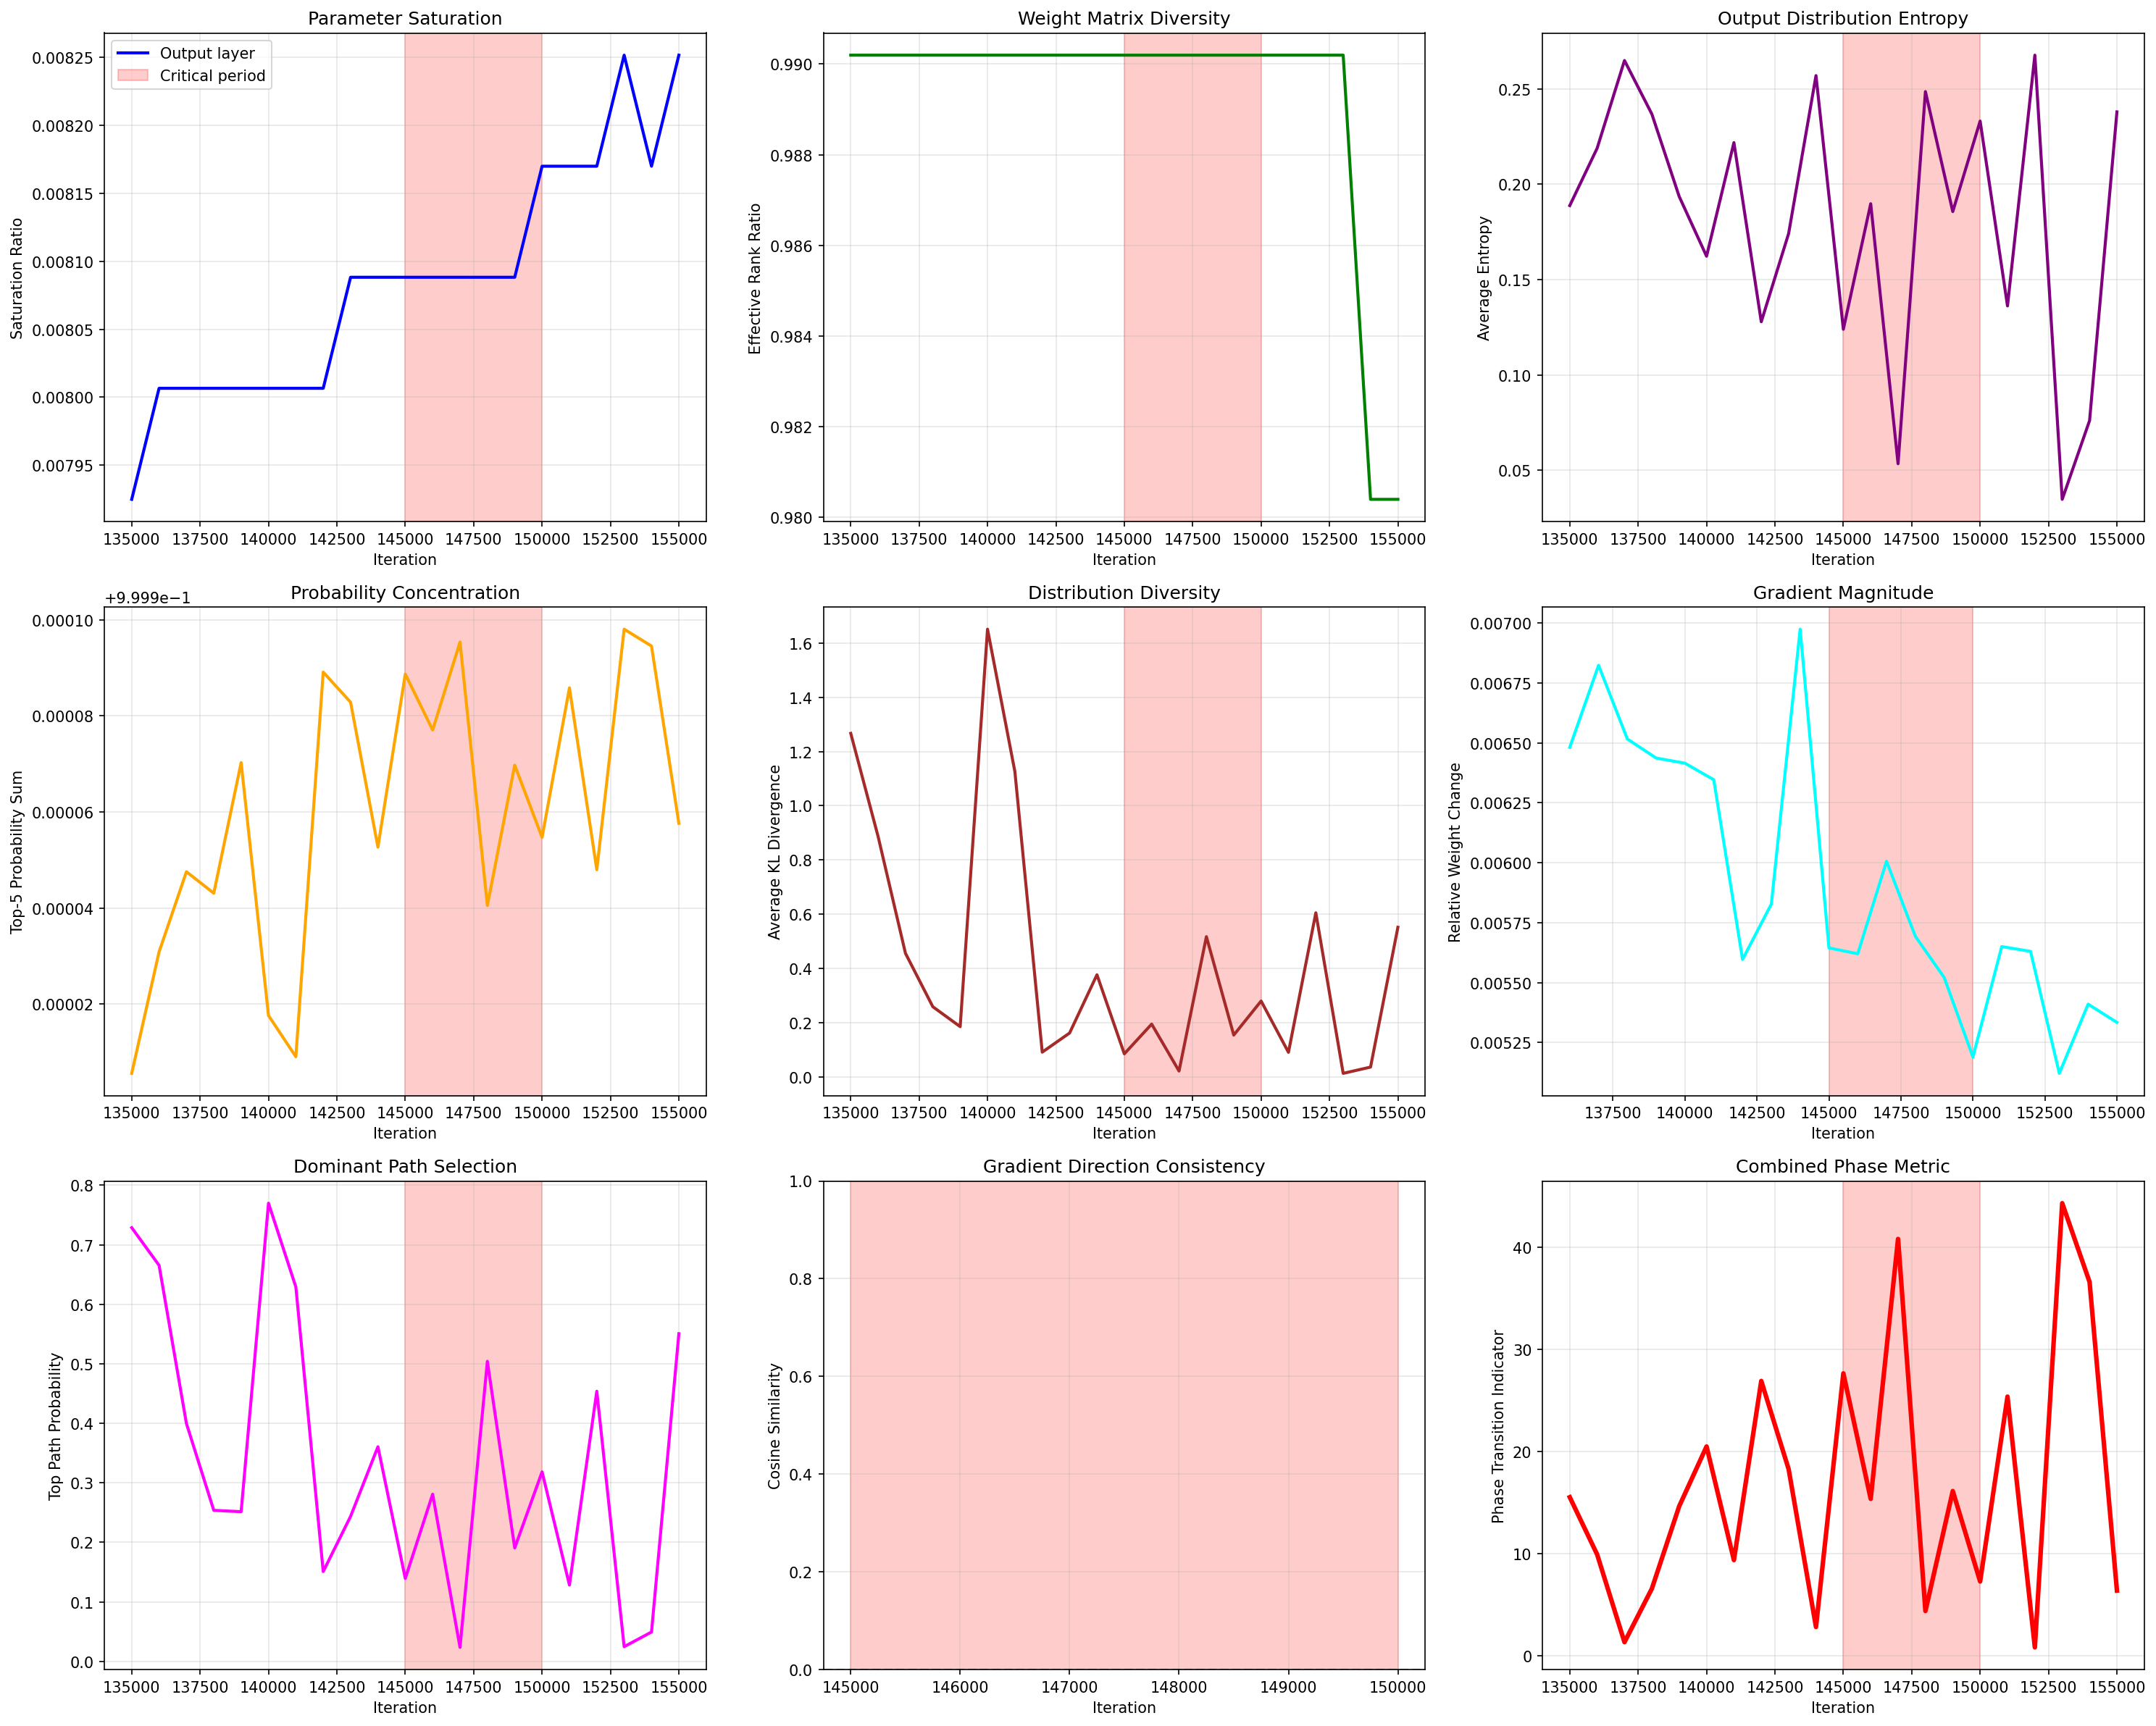 Parameter Saturation
Output layer
Critical period
0.00825
0.00820
0.00815
0.00810
0.00805
0.00800
0.00795
Saturation Ratio
135000 137500 140000 142500 145000 147500 150000 152500 155000
Iteration
Weight Matrix Diversity
0.990
0.988
0.986
0.984
0.982
0.980
Effective Rank Ratio
135000 137500 140000 142500 145000 147500 150000 152500 155000
Iteration
Output Distribution Entropy
0.25
0.20
0.15
0.10
0.05
Average Entropy
135000 137500 140000 142500 145000 147500 150000 152500 155000
Iteration
Probability Concentration
+9.999e−1
0.00010
0.00008
0.00006
0.00004
0.00002
Top-5 Probability Sum
135000 137500 140000 142500 145000 147500 150000 152500 155000
Iteration
Distribution Diversity
1.6
1.4
1.2
1.0
0.8
0.6
0.4
0.2
0.0
Average KL Divergence
135000 137500 140000 142500 145000 147500 150000 152500 155000
Iteration
Gradient Magnitude
0.00700
0.00675
0.00650
0.00625
0.00600
0.00575
0.00550
0.00525
Relative Weight Change
137500 140000 142500 145000 147500 150000 152500 155000
Iteration
Dominant Path Selection
0.8
0.7
0.6
0.5
0.4
0.3
0.2
0.1
0.0
Top Path Probability
135000 137500 140000 142500 145000 147500 150000 152500 155000
Iteration
Gradient Direction Consistency
1.0
0.8
0.6
0.4
0.2
0.0
Cosine Similarity
145000 146000 147000 148000 149000 150000
Iteration
Combined Phase Metric
40
30
20
10
0
Phase Transition Indicator
135000 137500 140000 142500 145000 147500 150000 152500 155000
Iteration